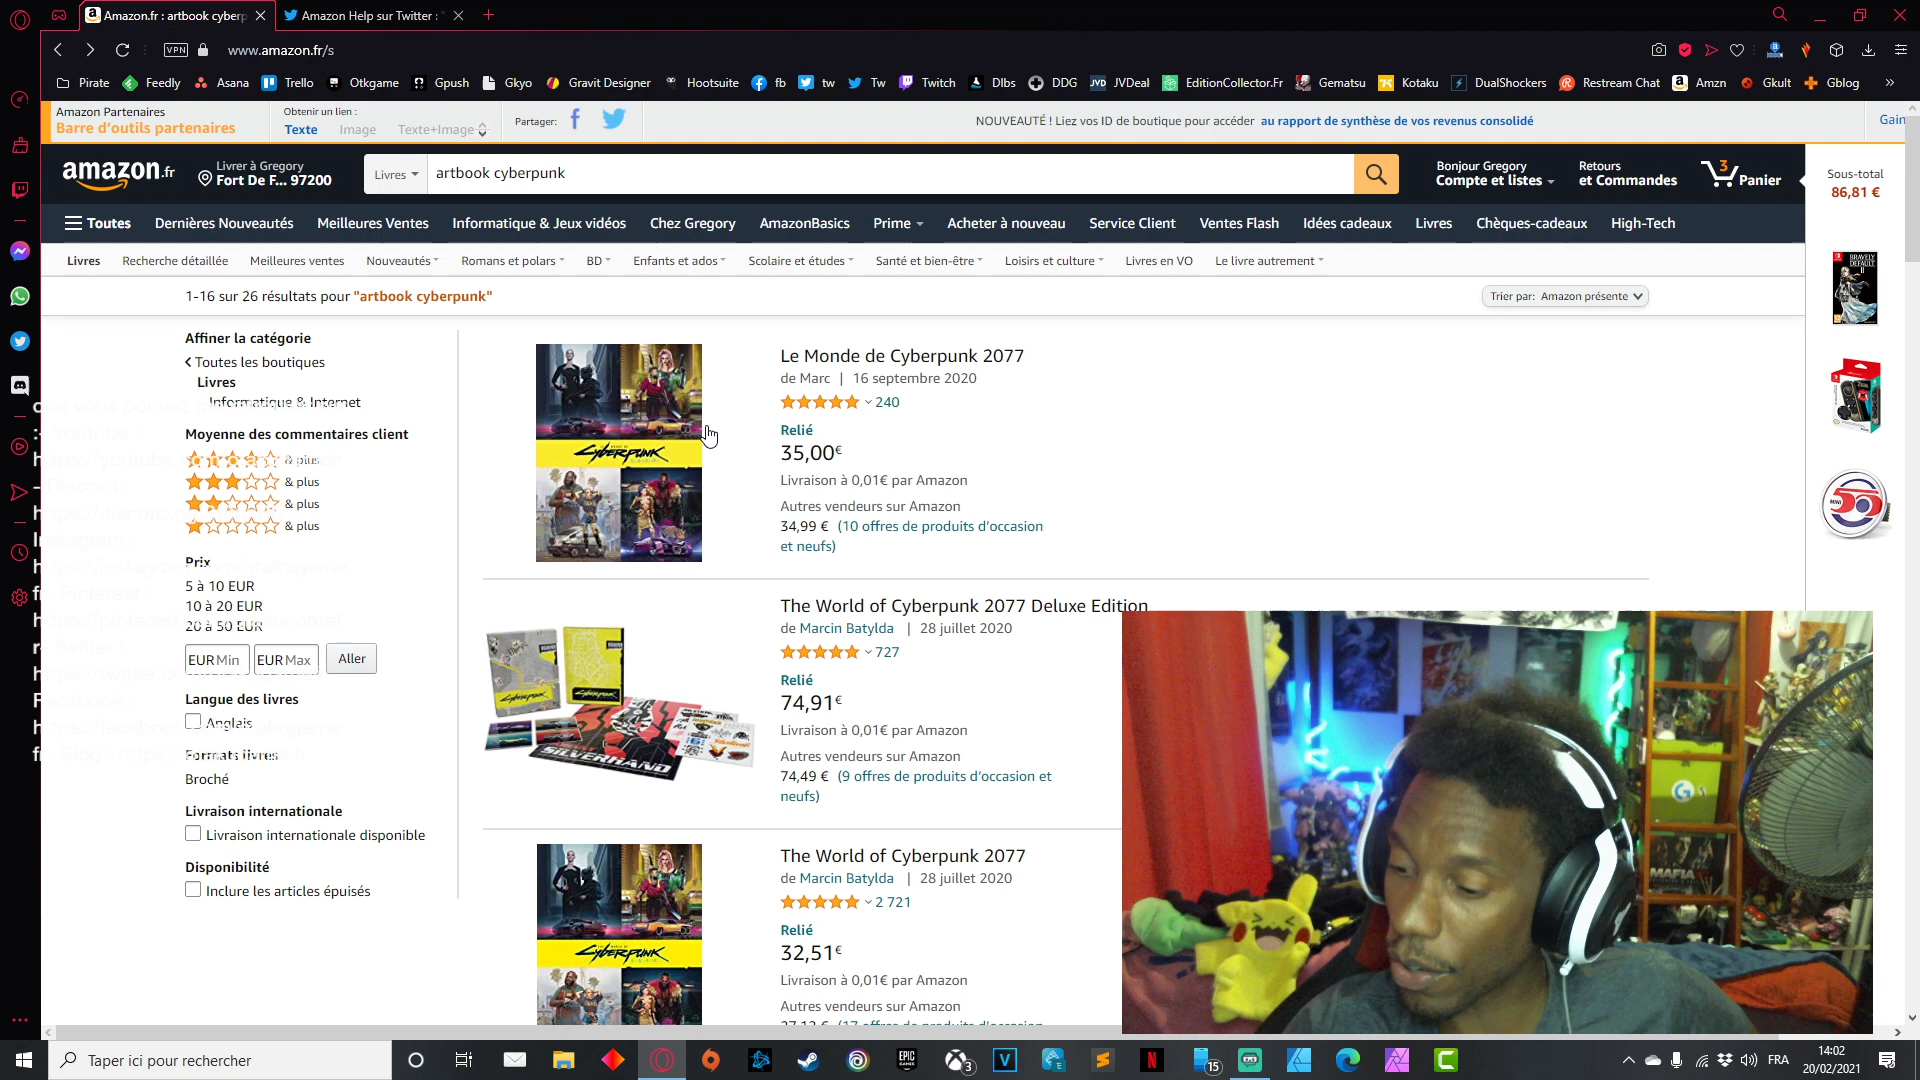 Amazon.fr : artbook cyberp
Amazon Help sur Twitter : "
VPN
www.amazon.fr/s
Pirate
Feedly
Asana
Trello
Otkgame
Gpush
Gkyo
Gravit Designer
Hootsuite
fb
tw
Tw
Twitch
Dlbs
DDG
JVD
JVDeal
EditionCollector.Fr
Gematsu
Kotaku
DualShockers
Restream Chat
Amzn
Gkult
Gblog
Amazon Partenaires
Barre d'outils partenaires
Obtenir un lien :
Texte Image Texte+Image
Partager:
NOUVEAUTÉ ! Liez vos ID de boutique pour accéder au rapport de synthèse de vos revenus consolidé
Gain
amazon.fr
Livrer à Gregory
Fort De F... 97200
Livres
artbook cyberpunk
Bonjour Gregory
Compte et listes
Retours
et Commandes
3
Panier
Sous-total
86,81 €
Toutes
Dernières Nouveautés
Meilleures Ventes
Informatique & Jeux vidéos
Chez Gregory
AmazonBasics
Prime
Acheter à nouveau
Service Client
Ventes Flash
Idées cadeaux
Livres
Chèques-cadeaux
High-Tech
Livres
Recherche détaillée
Meilleures ventes
Nouveautés
Romans et polars
BD
Enfants et ados
Scolaire et études
Santé et bien-être
Loisirs et culture
Livres en VO
Le livre autrement
1-16 sur 26 résultats pour "artbook cyberpunk"
Trier par: Amazon présente
Affiner la catégorie
Toutes les boutiques
Livres
Informatique & Internet
Moyenne des commentaires client
& plus
& plus
& plus
& plus
Prix
5 à 10 EUR
10 à 20 EUR
20 à 50 EUR
EUR Min
EUR Max
Aller
Langue des livres
Anglais
Formats livres
Broché
Livraison internationale
Livraison internationale disponible
Disponibilité
Inclure les articles épuisés
CYBERPUNK
Le Monde de Cyberpunk 2077
de Marc | 16 septembre 2020
240
Relié
35,00€
Livraison à 0,01€ par Amazon
Autres vendeurs sur Amazon
34,99 € (10 offres de produits d'occasion
et neufs)
SILVERHAND
The World of Cyberpunk 2077 Deluxe Edition
de Marcin Batylda | 28 juillet 2020
727
Relié
74,91€
Livraison à 0,01€ par Amazon
Autres vendeurs sur Amazon
74,49 € (9 offres de produits d'occasion et
neufs)
CYBERPUNK
The World of Cyberpunk 2077
de Marcin Batylda | 28 juillet 2020
2 721
Relié
32,51€
Livraison à 0,01€ par Amazon
Autres vendeurs sur Amazon
BRAVELY DEFAULT
II
MINI
50
MAFIA
Taper ici pour rechercher
EPIC
GAMES
3
15
FRA
14:02
20/02/2021